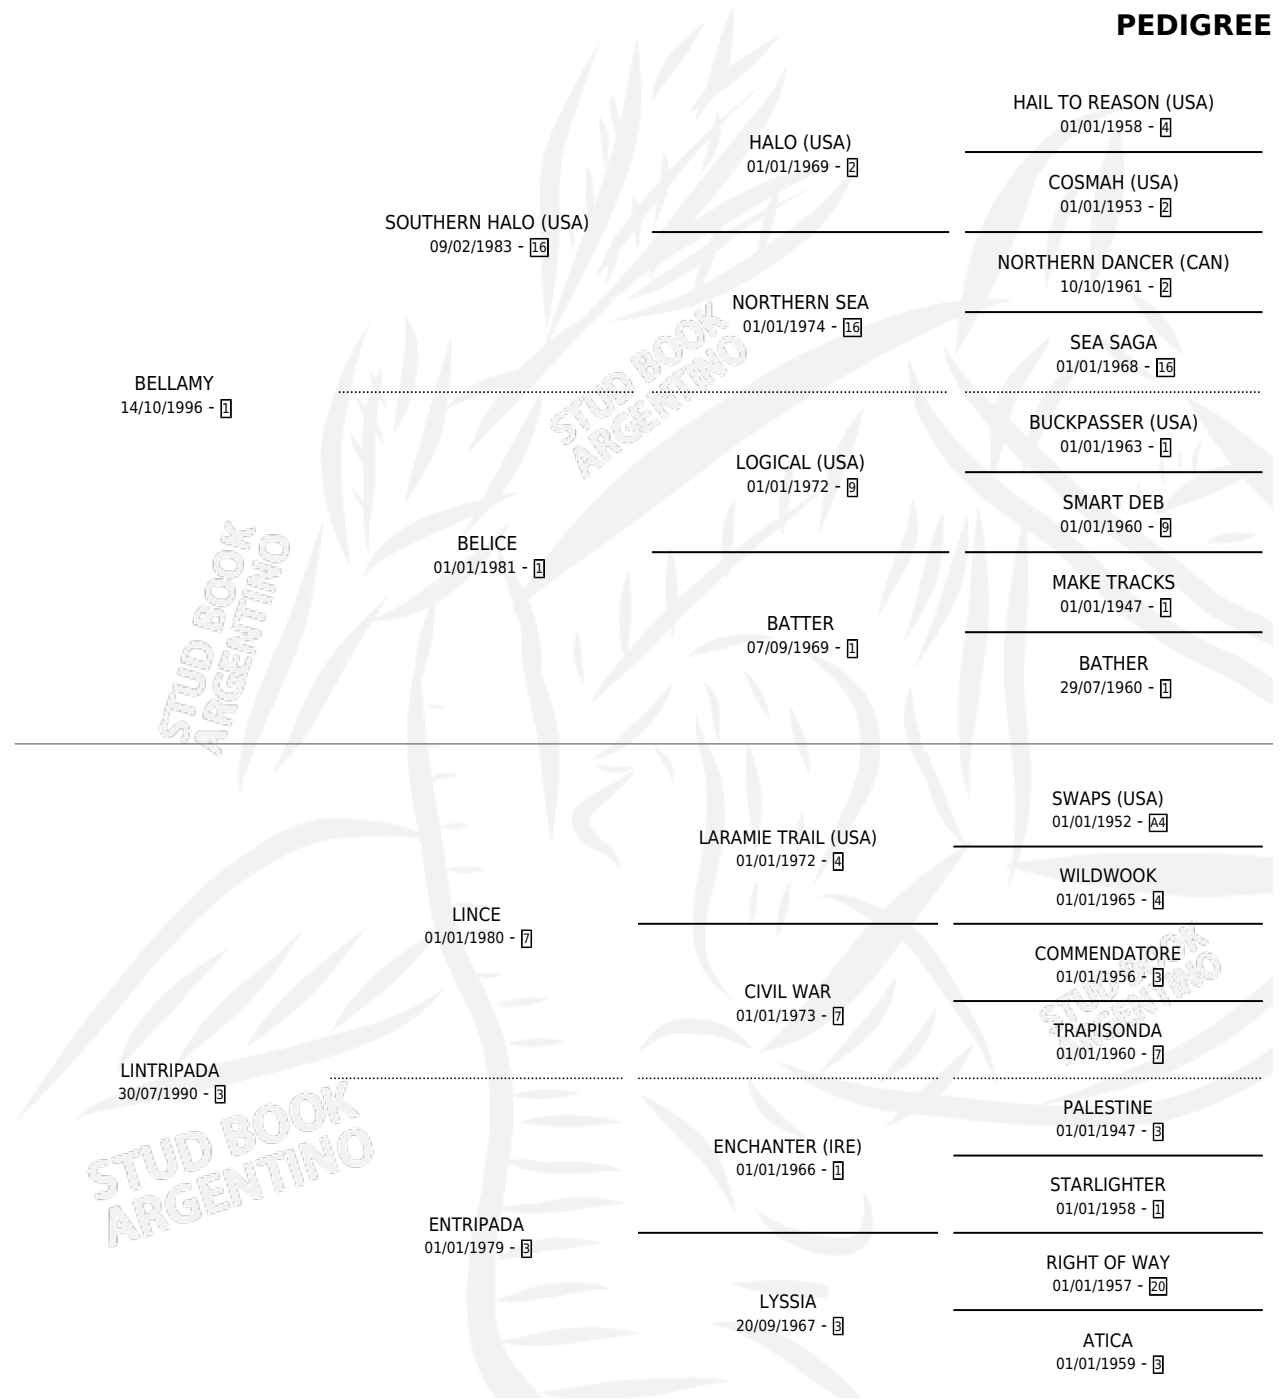 PEDIGREE
HAIL TO REASON (USA)
01/01/1958 - 4
HALO (USA)
01/01/1969 - 2
COSMAH (USA)
01/01/1953 - 2
SOUTHERN HALO (USA)
09/02/1983 - 16
NORTHERN DANCER (CAN)
10/10/1961 - 2
NORTHERN SEA
01/01/1974 - 16
SEA SAGA
01/01/1968 - 16
BELLAMY
14/10/1996 - 1
STUD BOOK
ARGENTINO
BUCKPASSER (USA)
01/01/1963 - 1
LOGICAL (USA)
01/01/1972 - 9
SMART DEB
01/01/1960 - 9
BELICE
01/01/1981 - 1
MAKE TRACKS
01/01/1947 - 1
BATTER
07/09/1969 - 1
BATHER
29/07/1960 - 1
STUD BOOK
ARGENTINO
SWAPS (USA)
01/01/1952 - A4
LARAMIE TRAIL (USA)
01/01/1972 - 4
WILDWOOK
01/01/1965 - 4
LINCE
01/01/1980 - 7
COMMENDATORE
01/01/1956 - 3
CIVIL WAR
01/01/1973 - 7
TRAPISONDA
01/01/1960 - 7
STUD BOOK
ARGENTINO
LINTRIPADA
30/07/1990 - 3
PALESTINE
01/01/1947 - 3
ENCHANTER (IRE)
01/01/1966 - 1
STARLIGHTER
01/01/1958 - 1
STUD BOOK
ARGENTINO
ENTRIPADA
01/01/1979 - 3
RIGHT OF WAY
01/01/1957 - 20
LYSSIA
20/09/1967 - 3
ATICA
01/01/1959 - 3